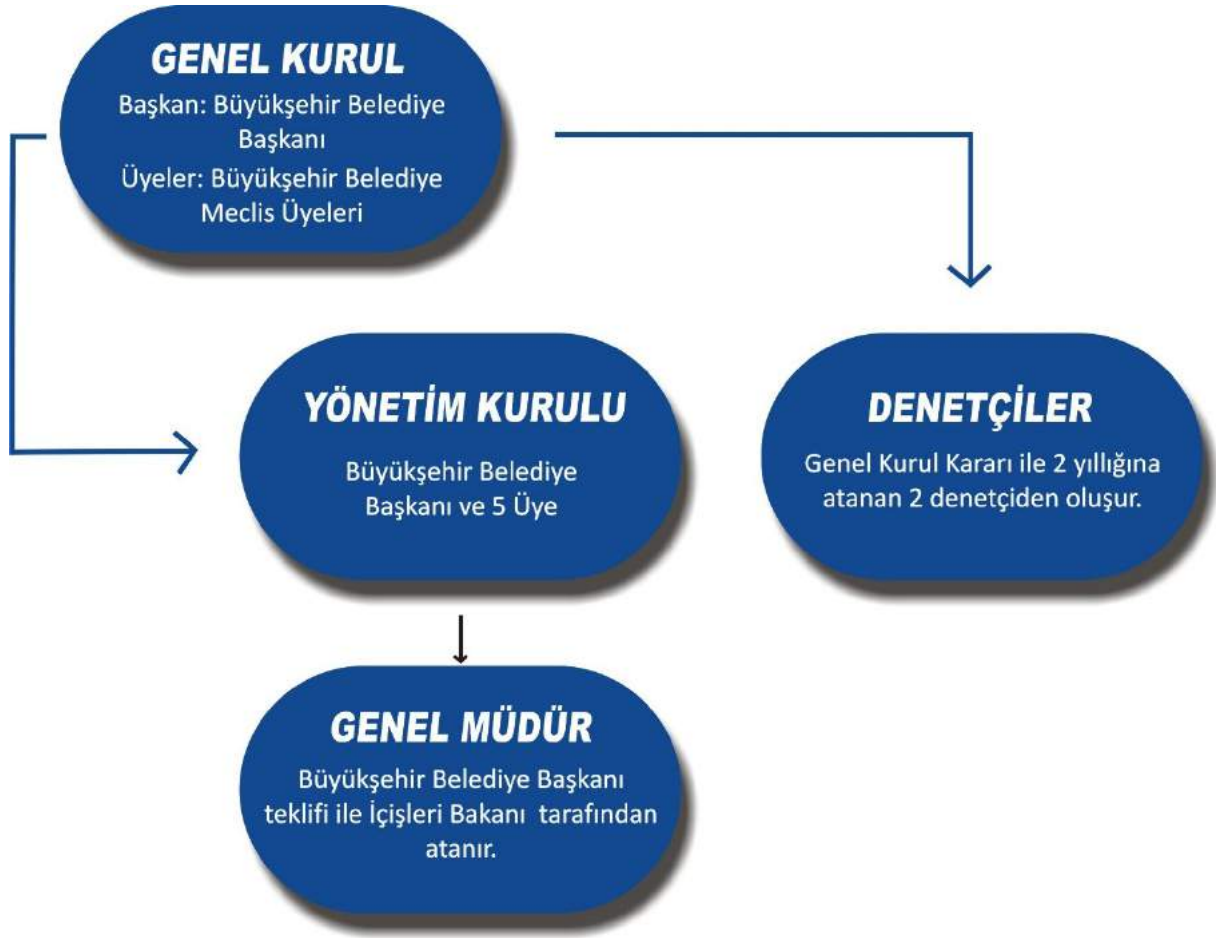 GENEL KURUL
Başkan: Büyükşehir Belediye
Başkanı
Üyeler: Büyükşehir Belediye
Meclis Üyeleri
YÖNETİM KURULU
Büyükşehir Belediye
Başkanı ve 5 Üye
DENETÇİLER
Genel Kurul Kararı ile 2 yıllığına
atanan 2 denetçiden oluşur.
GENEL MÜDÜR
Büyükşehir Belediye Başkanı
teklifi ile İçişleri Bakanı tarafından
atanır.